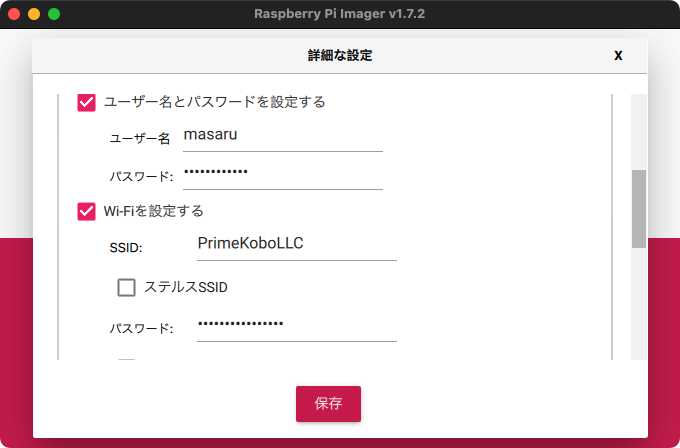 Raspberry Pi Imager v1.7.2
詳細な設定
X
ユーザー名とパスワードを設定する
ユーザー名 masaru
パスワード: ••••••••••••
Wi-Fiを設定する
SSID: PrimeKoboLLC
ステルスSSID
パスワード: ••••••••••••••••
保存